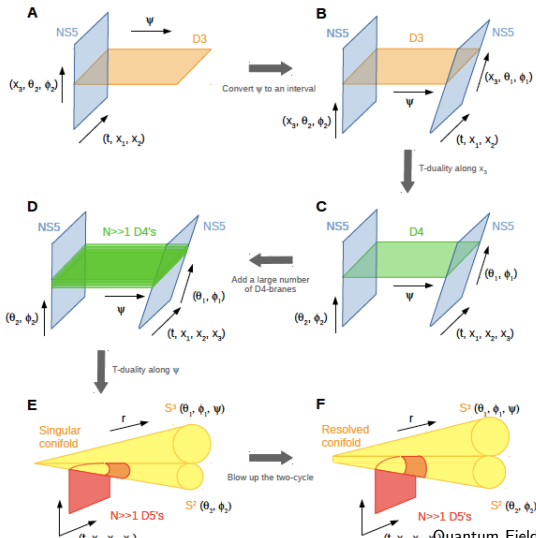 A
NS5
ψ
D3
(x₃, θ₂, ϕ₂)
(t, x₁, x₂)
Convert ψ to an interval
B
NS5
D3
NS5
(x₃, θ₁, ϕ₁)
ψ
(x₃, θ₂, ϕ₂)
(t, x₁, x₂)
T-duality along x₃
D
NS5
N>>1 D4's
NS5
(θ₁, ϕ₁)
ψ
(θ₂, ϕ₂)
(t, x₁, x₂, x₃)
Add a large number
of D4-branes
C
NS5
D4
NS5
(θ₁, ϕ₁)
ψ
(θ₂, ϕ₂)
(t, x₁, x₂, x₃)
T-duality along ψ
E
Singular
conifold
r
S³ (θ₁, ϕ₁, ψ)
S² (θ₂, ϕ₂)
N>>1 D5's
Blow up the two-cycle
F
Resolved
conifold
r
S³ (θ₁, ϕ₁, ψ)
S² (θ₂, ϕ₂)
N>>1 D5's
Quantum Field